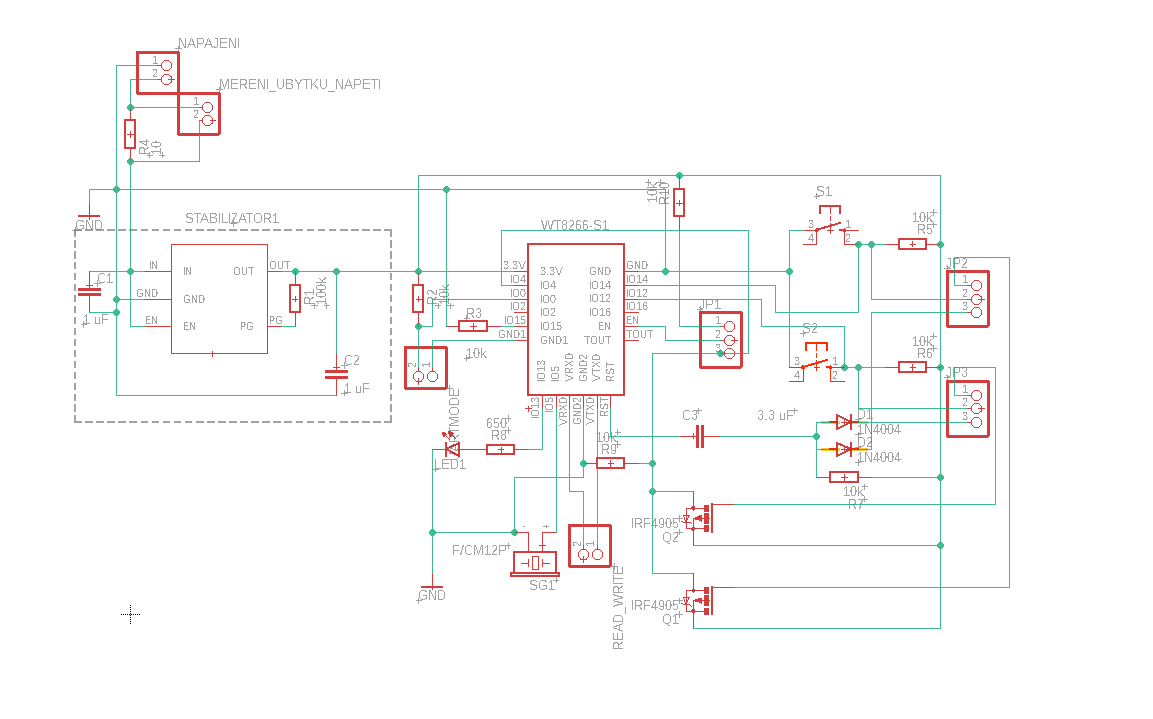 NAPAJENI
1
2
MERENI_UBYTKU_NAPETI
1
2
R4
10
GND
STABILIZATOR1
IN
GND
EN
IN
GND
EN
OUT
PG
OUT
PG
C1
1 uF
R1
100k
C2
1 uF
R2
10k
R3
10k
2
1
WT8266-S1
3.3V
IO4
IO0
IO2
IO15
GND1
3.3V
IO4
IO0
IO2
IO15
GND
GND
IO14
IO12
IO16
EN
TOUT
GND
IO14
IO12
IO16
EN
TOUT
IO13
IO5
VRXD
GND2
VTXD
RST
IO13
IO5
VRXD
GND2
VTXD
RST
10k
R10
JP1
1
2
3
S1
3
4
1
2
10K
R5
JP2
1
2
3
S2
3
4
1
2
10K
R6
JP3
1
2
3
C3
3.3 uF
D1
1N4004
D2
1N4004
10k
R7
LED1
650
R8
10k
R9
F/CM12P
-
+
SG1
2
1
READ_WRITE
GND
IRF4905
Q2
IRF4905
Q1